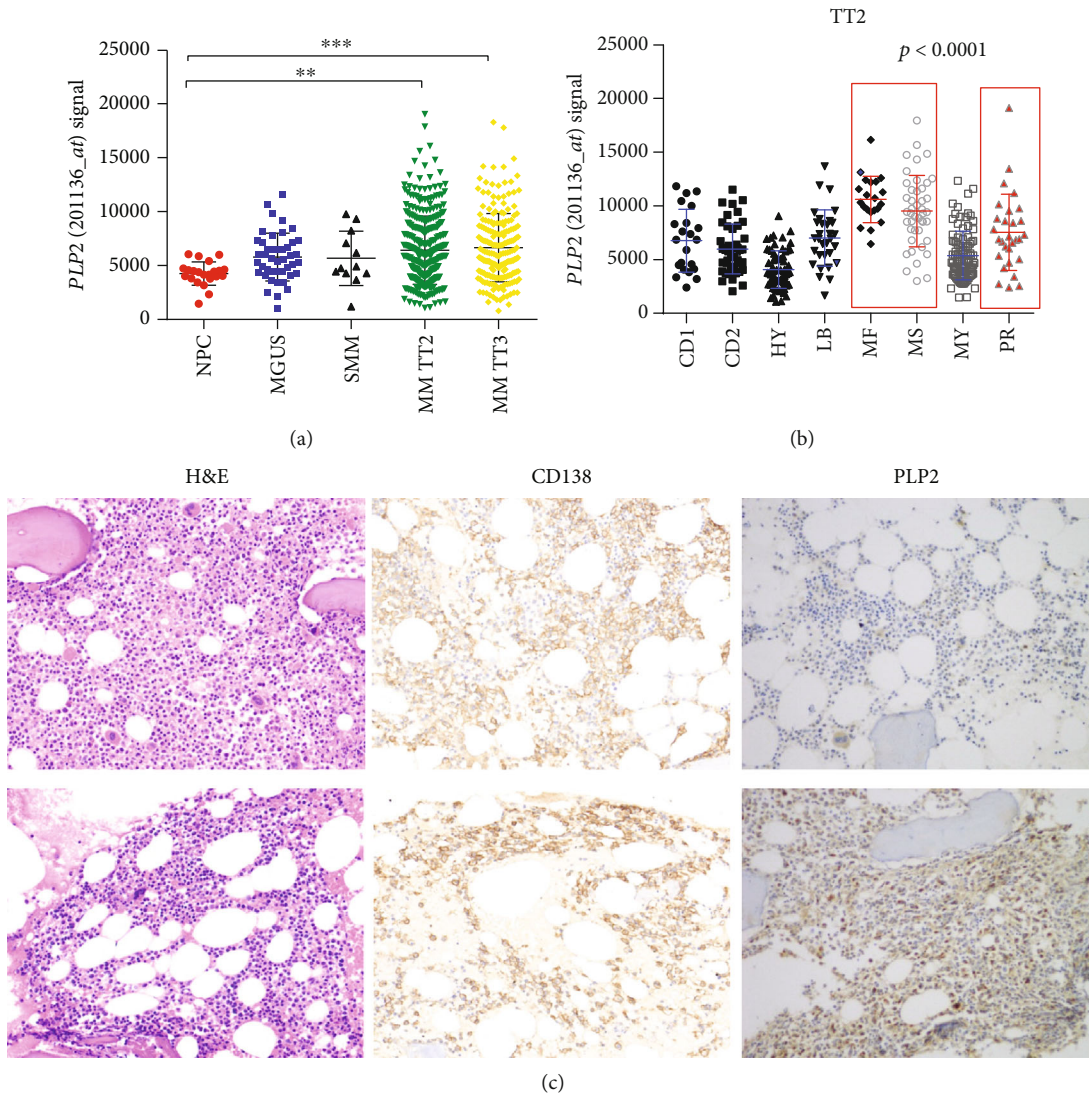 TT2
25000
20000
15000
10000
5000
0
PLP2 (201136_at) signal
***
**
NPC
MGUS
SMM
MM TT2
MM TT3
(a)
25000
20000
15000
10000
5000
0
PLP2 (201136_at) signal
p < 0.0001
CD1
CD2
HY
LB
MF
MS
MY
PR
(b)
H&E CD138 PLP2
(c)